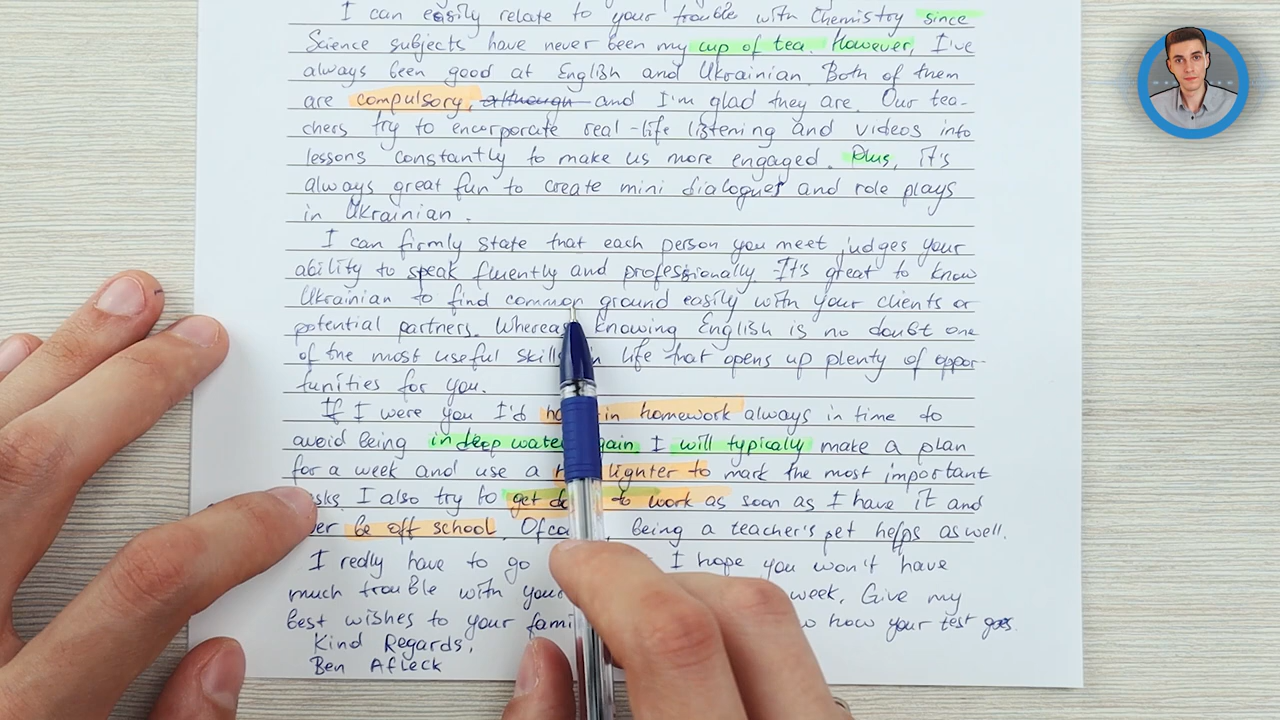 I can easily relate to your trouble with Chemistry since
Science subjects have never been my cup of tea. However, I've
always been good at English and Ukrainian Both of them
are compulsory, although and I'm glad they are. Our tea-
chers try to encorporate real-life listening and videos into
lessons constantly to make us more engaged. Plus, it's
always great fun to create mini dialogues and role plays
in Ukrainian.
I can firmly state that each person you meet judges your
ability to speak fluently and professionally. It's great to know
Ukrainian to find common ground easily with your clients or
potential partners. Whereas knowing English is no doubt one
of the most useful skil in life that opens up plenty of oppor-
tunities for you.
If I were you I'd in homework always in time to
avoid being in deep water again I will typically make a plan
for a week and use a lighter to mark the most important
I also try to get to work as soon as I have it and
be off school. Ofco being a teacher pet helps as well.
I really have to go I hope you won't have
much trouble with your week. Give my
best wishes to your fami how your test goes.
Kind regards,
Ben Afleck